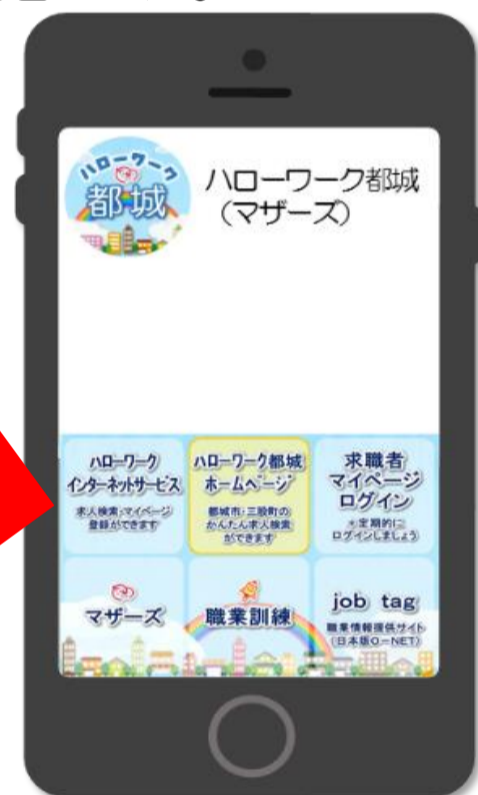 ハローワーク
都城
ハローワーク都城
（マザーズ）
ハローワーク
インターネットサービス
求人検索・マイページ
登録ができます
ハローワーク都城
ホームページ
都城市・三股町の
かんたん求人検索
ができます
求職者
マイページ
ログイン
*定期的に
ログインしましょう
マザーズ
職業訓練
job tag
職業情報提供サイト
（日本版O-NET）